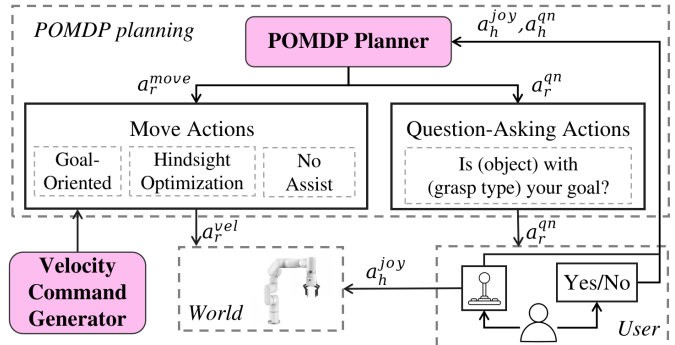 POMDP planning
POMDP Planner
a_h^{joy}, a_h^{qn}
a_r^{move}
a_r^{qn}
Move Actions
Goal-
Oriented
Hindsight
Optimization
No
Assist
Question-Asking Actions
Is (object) with
(grasp type) your goal?
a_r^{vel}
a_r^{qn}
Velocity
Command
Generator
World
a_h^{joy}
Yes/No
User